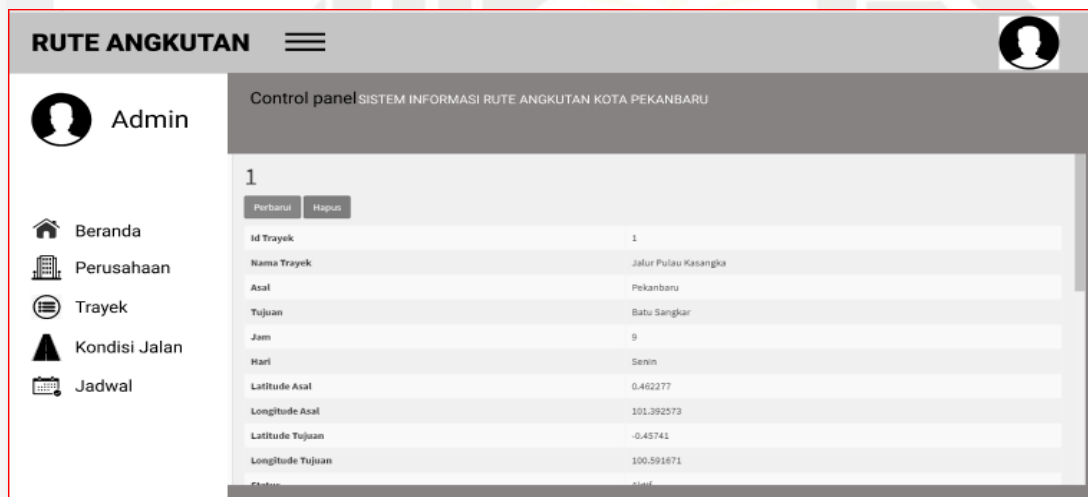 RUTE ANGKUTAN
Admin
Control panel SISTEM INFORMASI RUTE ANGKUTAN KOTA PEKANBARU
Beranda
Perusahaan
Trayek
Kondisi Jalan
Jadwal
1
Perbarui Hapus
Id Trayek 1
Nama Trayek Jalur Pulau Kasangka
Asal Pekanbaru
Tujuan Batu Sangkar
Jam 9
Hari Senin
Latitude Asal 0.462277
Longitude Asal 101.392573
Latitude Tujuan -0.45741
Longitude Tujuan 100.591671
Status Aktif